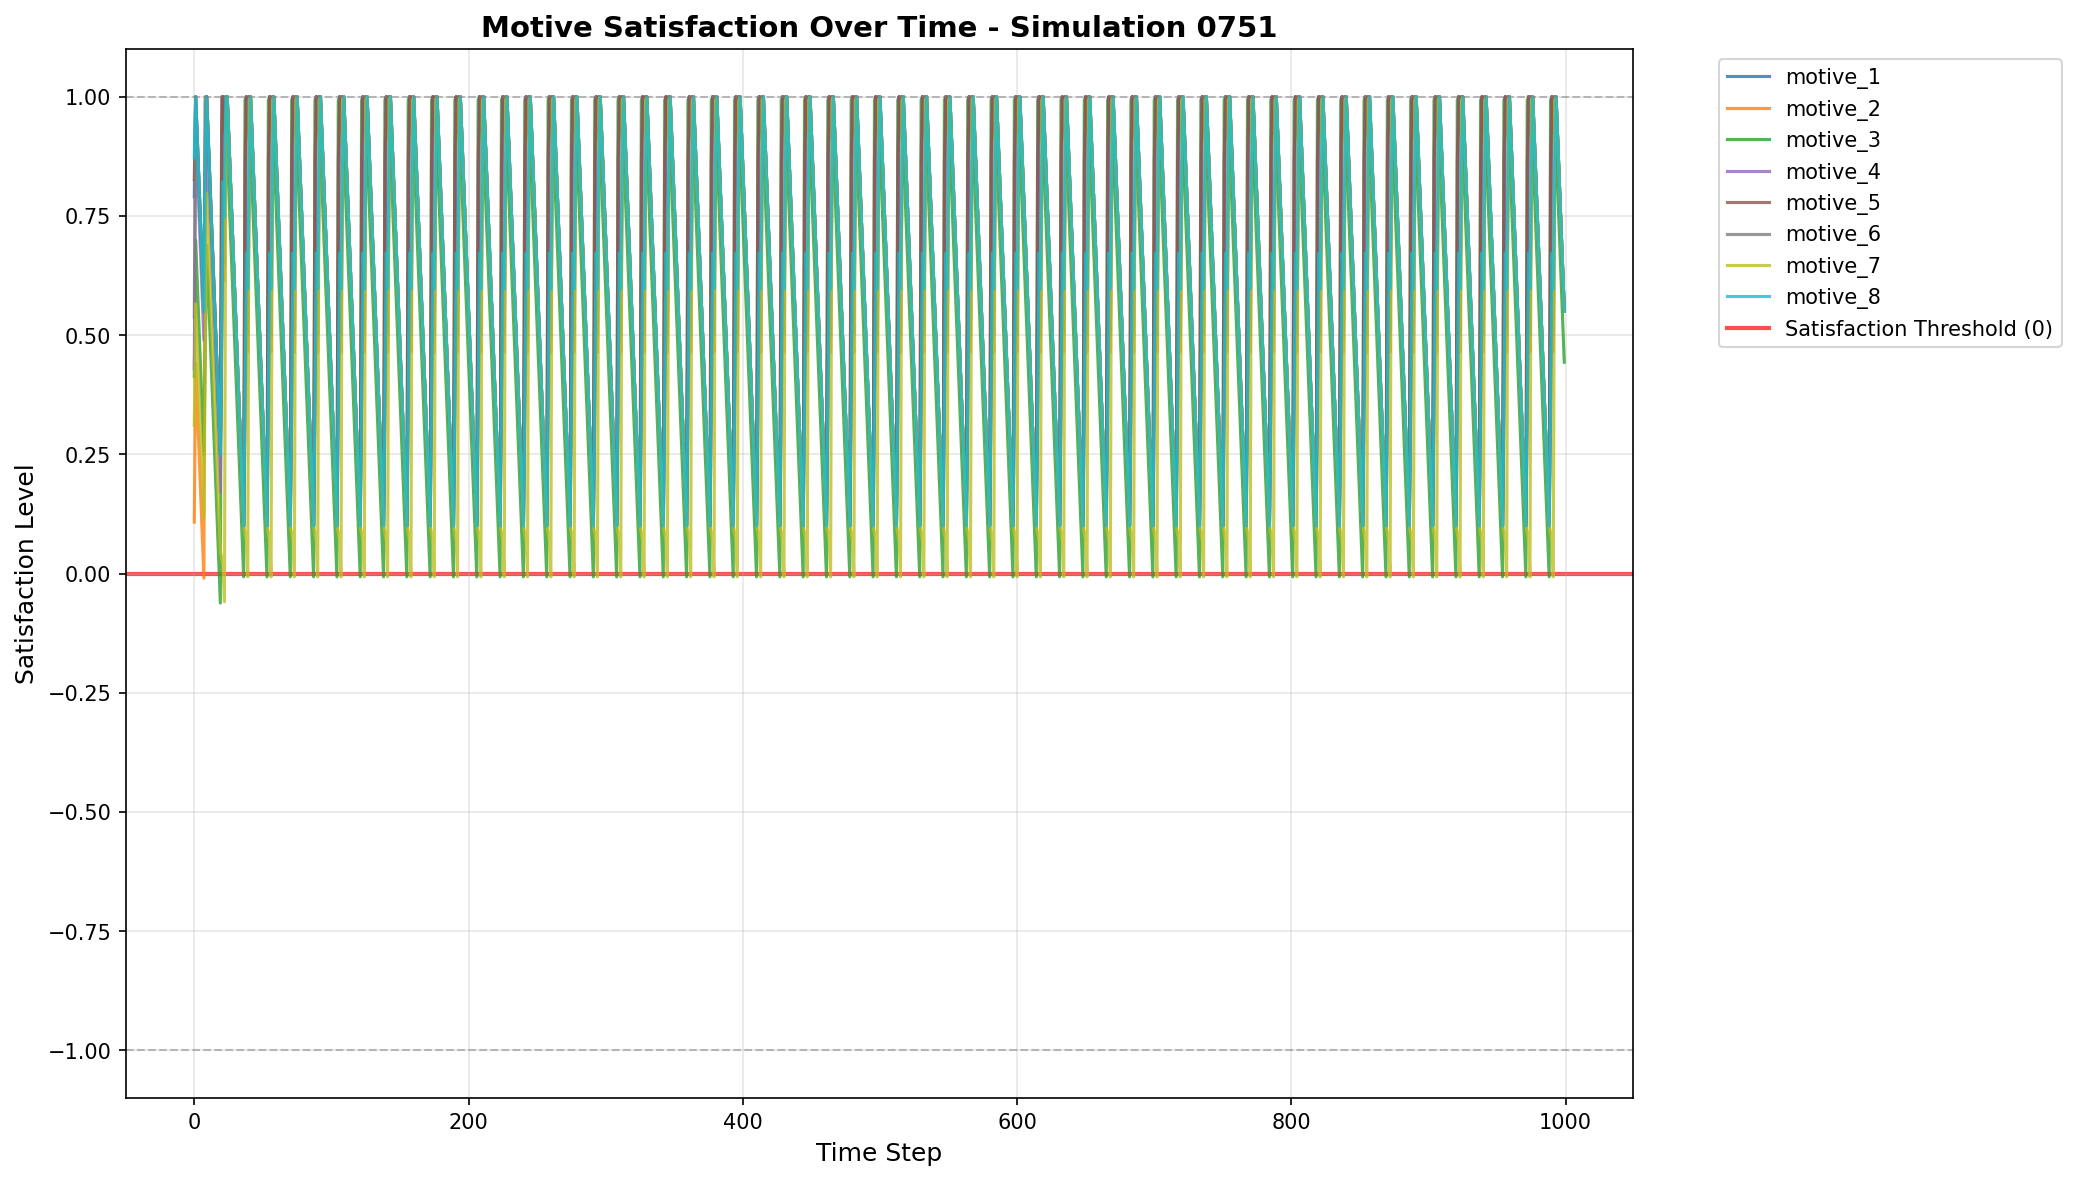 Motive Satisfaction Over Time - Simulation 0751
1.00
0.75
0.50
0.25
0.00
−0.25
−0.50
−0.75
−1.00
Satisfaction Level
0
200
400
600
800
1000
Time Step
motive_1
motive_2
motive_3
motive_4
motive_5
motive_6
motive_7
motive_8
Satisfaction Threshold (0)